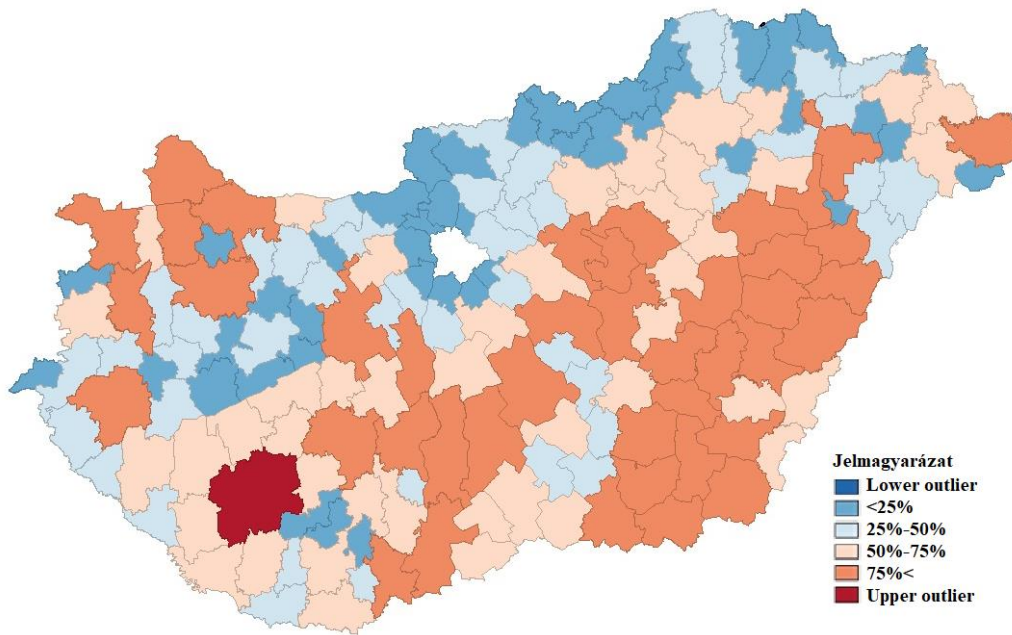 Jelmagyarázat
Lower outlier
<25%
25%-50%
50%-75%
75%<
Upper outlier